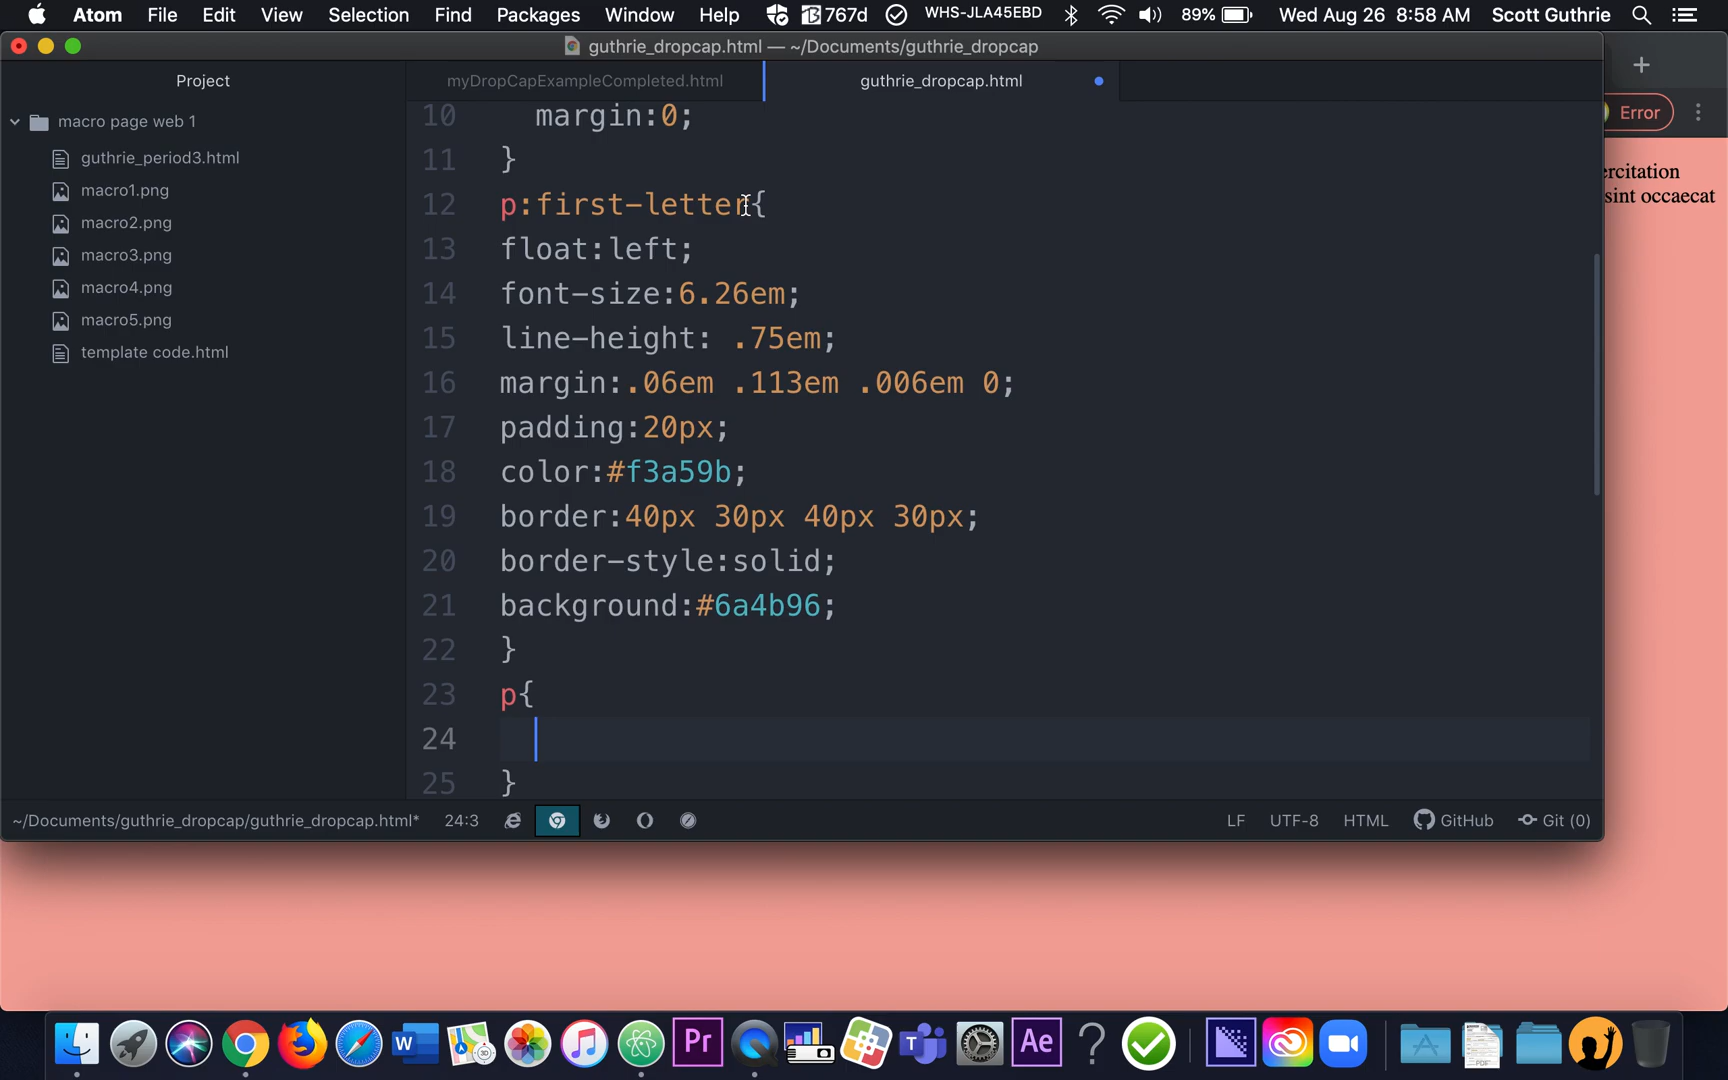 Atom File Edit View Selection Find Packages Window Help 767d WHS-JLA45EBD 89% Wed Aug 26 8:58 AM Scott Guthrie
guthrie_dropcap.html — ~/Documents/guthrie_dropcap
Project
myDropCapExampleCompleted.html
guthrie_dropcap.html
macro page web 1
guthrie_period3.html
macro1.png
macro2.png
macro3.png
macro4.png
macro5.png
template code.html
10 margin:0;
11 }
12 p:first-letter{
13 float:left;
14 font-size:6.26em;
15 line-height: .75em;
16 margin:.06em .113em .006em 0;
17 padding:20px;
18 color:#f3a59b;
19 border:40px 30px 40px 30px;
20 border-style:solid;
21 background:#6a4b96;
22 }
23 p{
24
25 }
Error
sint occaecat
~/Documents/guthrie_dropcap/guthrie_dropcap.html* 24:3 LF UTF-8 HTML GitHub Git (0)
W Pr T Ae ?
PDF